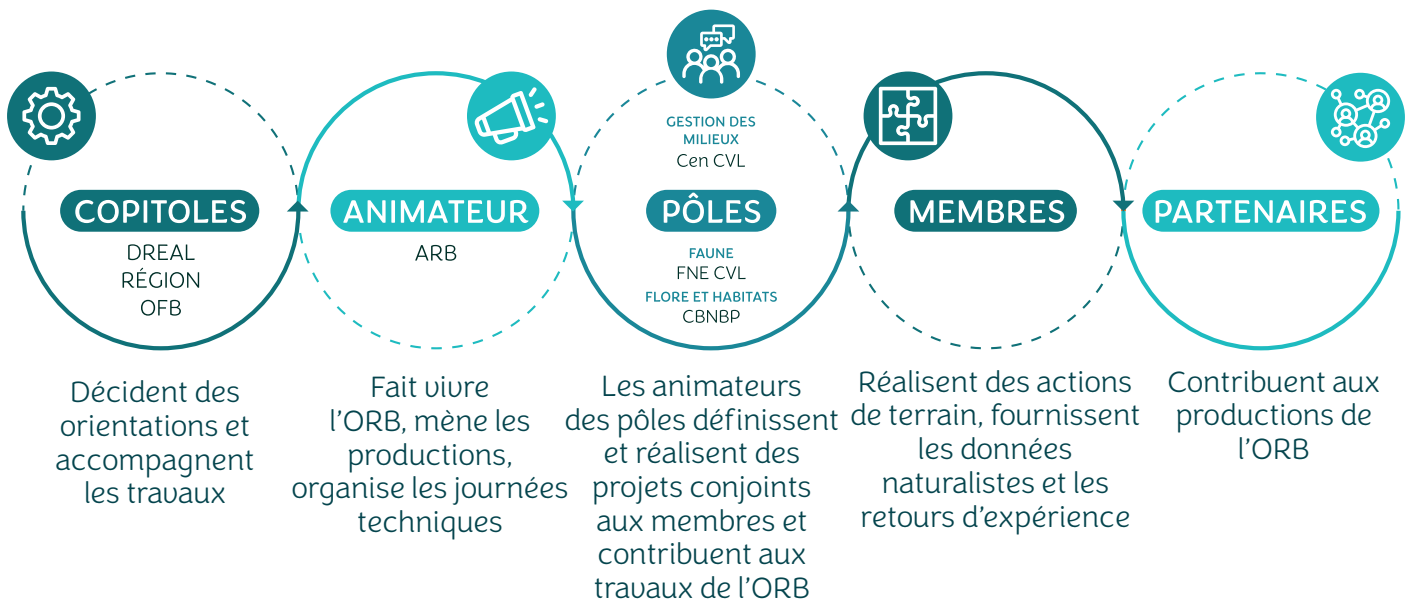 COPITOLES
DREAL
RÉGION
OFB
Décident des
orientations et
accompagnent
les travaux
ANIMATEUR
ARB
Fait vivre
l'ORB, mène les
productions,
organise les journées
techniques
GESTION DES
MILIEUX
Cen CVL
PÔLES
FAUNE
FNE CVL
FLORE ET HABITATS
CBNBP
Les animateurs
des pôles définissent
et réalisent des
projets conjoints
aux membres et
contribuent aux
travaux de l'ORB
MEMBRES
Réalisent des actions
de terrain, fournissent
les données
naturalistes et les
retours d'expérience
PARTENAIRES
Contribuent aux
productions de
l'ORB